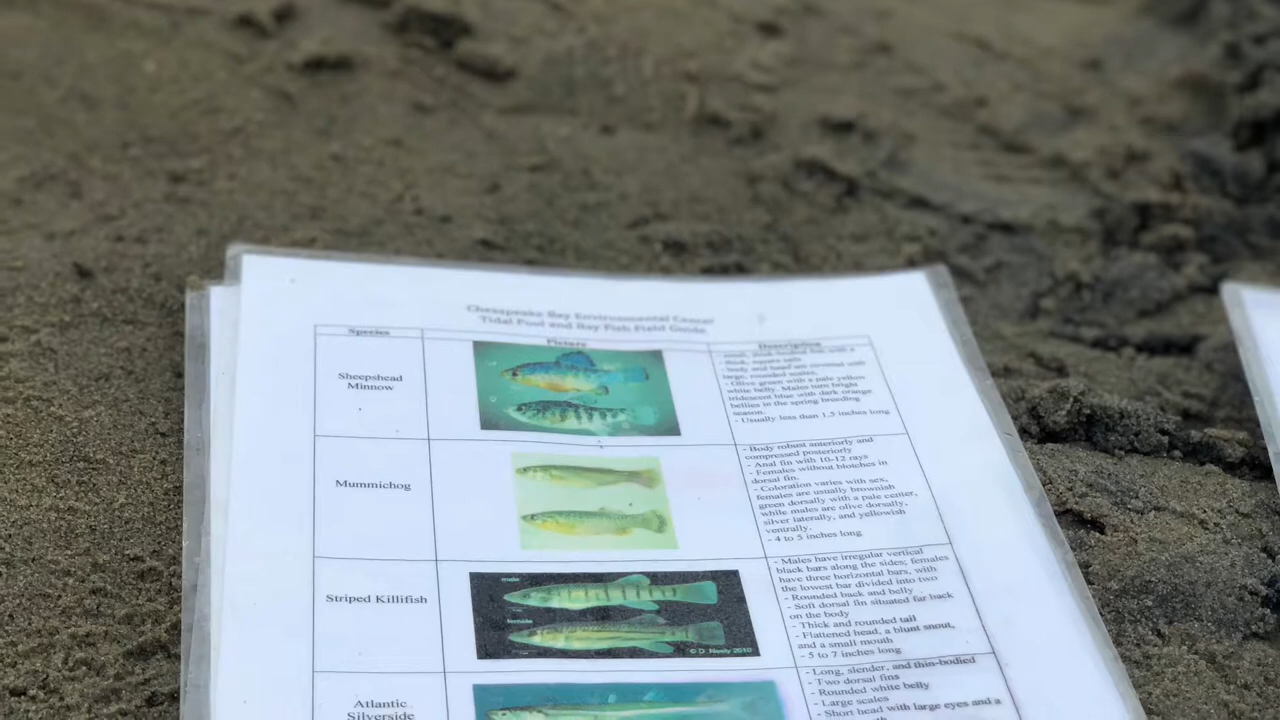 Chesapeake Bay Environmental Center
Tidal Pool and Bay Fish Field Guide
Species
Picture
Description
Sheepshead
Minnow
- small, thick-bodied fish with a
- thick, square tails
- body and head are covered with
large, rounded scales.
- Olive green with a pale yellow
white belly. Males turn bright
iridescent blue with dark orange
bellies in the spring breeding
season.
- Usually less than 1.5 inches long
Mummichog
- Body robust anteriorly and
compressed posteriorly
- Anal fin with 10-12 rays
- Females without blotches in
dorsal fin.
- Coloration varies with sex,
females are usually brownish
green dorsally with a pale center,
while males are olive dorsally,
silver laterally, and yellowish
ventrally.
- 4 to 5 inches long
Striped Killifish
male
female
© D. Neely 2010
- Males have irregular vertical
black bars along the sides; females
have three horizontal bars, with
the lowest bar divided into two
- Rounded back and belly
- Soft dorsal fin situated far back
on the body
- Thick and rounded tail
- Flattened head, a blunt snout,
and a small mouth
- 5 to 7 inches long
Atlantic
Silverside
- Long, slender, and thin-bodied
- Two dorsal fins
- Rounded white belly
- Large scales
- Short head with large eyes and a